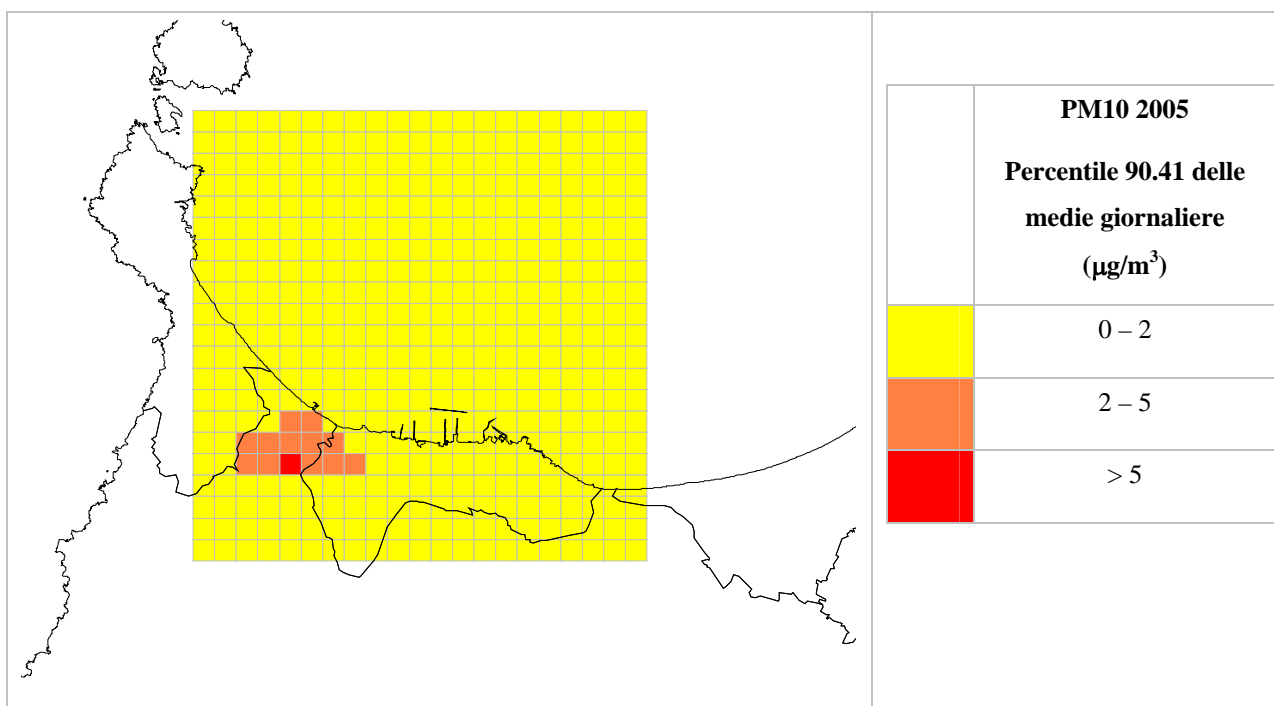 PM10 2005
Percentile 90.41 delle
medie giornaliere
(μg/m³)
0 – 2
2 – 5
> 5